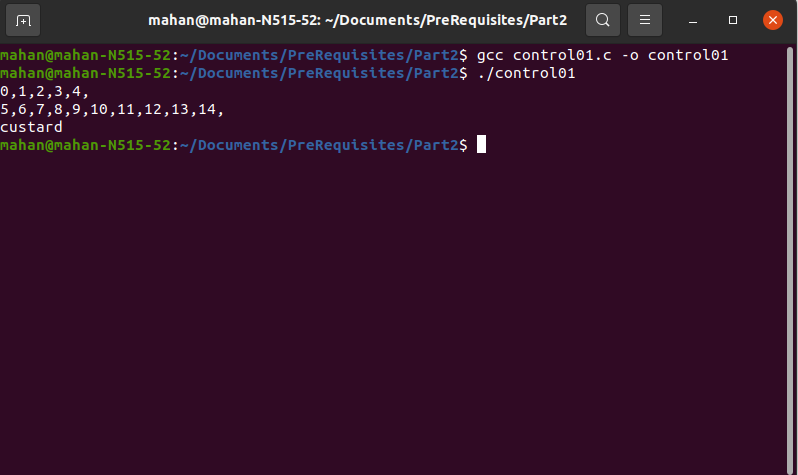 mahan@mahan-N515-52: ~/Documents/PreRequisites/Part2
mahan@mahan-N515-52:~/Documents/PreRequisites/Part2$ gcc control01.c -o control01
mahan@mahan-N515-52:~/Documents/PreRequisites/Part2$ ./control01
0,1,2,3,4,
5,6,7,8,9,10,11,12,13,14,
custard
mahan@mahan-N515-52:~/Documents/PreRequisites/Part2$